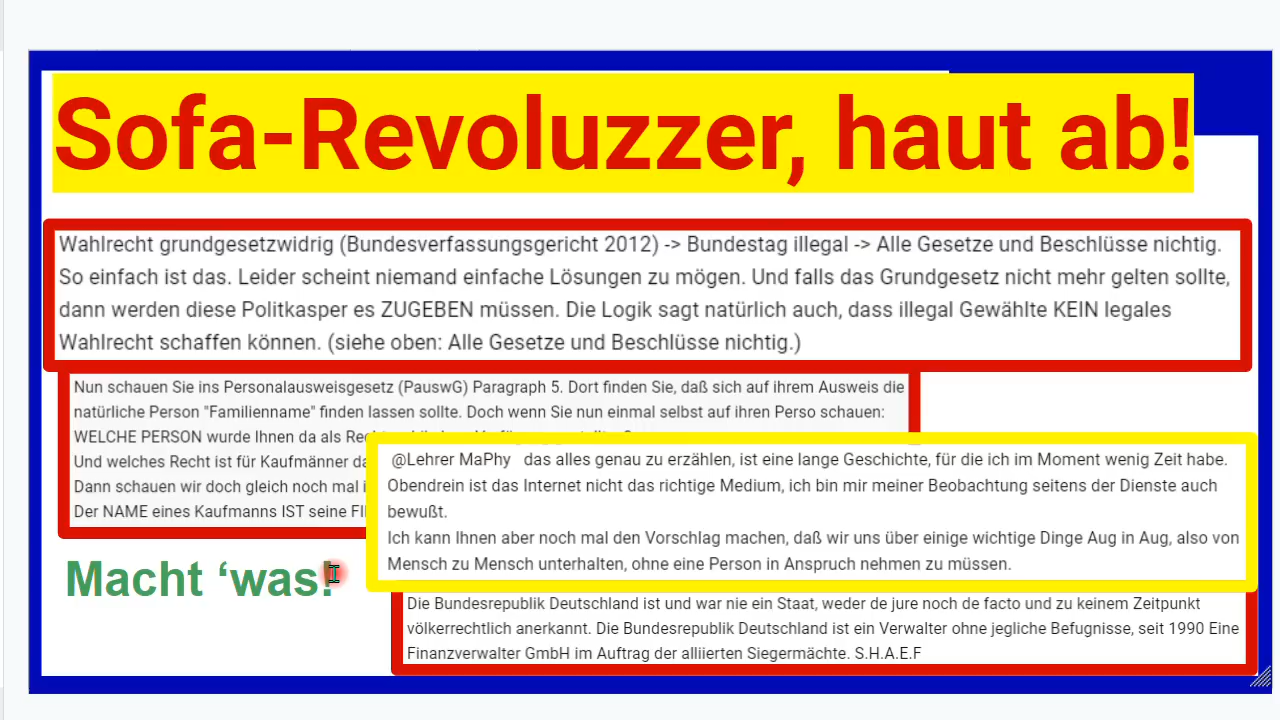 Sofa-Revoluzzer, haut ab!
Wahlrecht grundgesetzwidrig (Bundesverfassungsgericht 2012) -> Bundestag illegal -> Alle Gesetze und Beschlüsse nichtig.
So einfach ist das. Leider scheint niemand einfache Lösungen zu mögen. Und falls das Grundgesetz nicht mehr gelten sollte,
dann werden diese Politkasper es ZUGEBEN müssen. Die Logik sagt natürlich auch, dass illegal Gewählte KEIN legales
Wahlrecht schaffen können. (siehe oben: Alle Gesetze und Beschlüsse nichtig.)
Nun schauen Sie ins Personalausweisgesetz (PauswG) Paragraph 5. Dort finden Sie, daß sich auf ihrem Ausweis die
natürliche Person "Familienname" finden lassen sollte. Doch wenn Sie nun einmal selbst auf ihren Perso schauen:
WELCHE PERSON wurde Ihnen da als
Und welches Recht ist für Kaufmänner
Dann schauen wir doch gleich noch mal
Der NAME eines Kaufmanns IST seine
@Lehrer MaPhy das alles genau zu erzählen, ist eine lange Geschichte, für die ich im Moment wenig Zeit habe.
Obendrein ist das Internet nicht das richtige Medium, ich bin mir meiner Beobachtung seitens der Dienste auch
bewußt.
Ich kann Ihnen aber noch mal den Vorschlag machen, daß wir uns über einige wichtige Dinge Aug in Aug, also von
Mensch zu Mensch unterhalten, ohne eine Person in Anspruch nehmen zu müssen.
Macht ‘was!
Die Bundesrepublik Deutschland ist und war nie ein Staat, weder de jure noch de facto und zu keinem Zeitpunkt
völkerrechtlich anerkannt. Die Bundesrepublik Deutschland ist ein Verwalter ohne jegliche Befugnisse, seit 1990 Eine
Finanzverwalter GmbH im Auftrag der alliierten Siegermächte. S.H.A.E.F